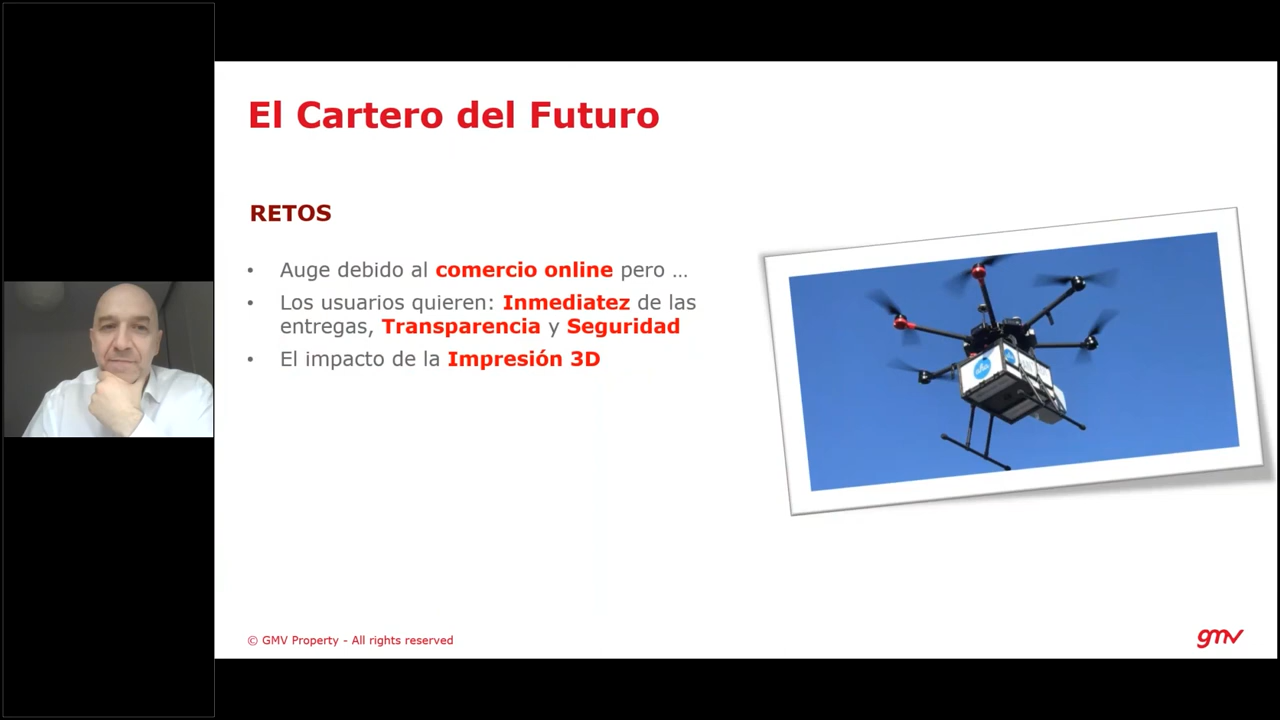 El Cartero del Futuro
RETOS
• Auge debido al comercio online pero ...
• Los usuarios quieren: Inmediatez de las
entregas, Transparencia y Seguridad
• El impacto de la Impresión 3D
© GMV Property - All rights reserved
gmv